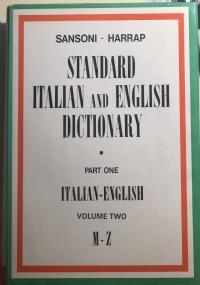 SANSONI - HARRAP
STANDARD
ITALIAN AND ENGLISH
DICTIONARY
•
PART ONE
ITALIAN-ENGLISH
VOLUME TWO
M-Z